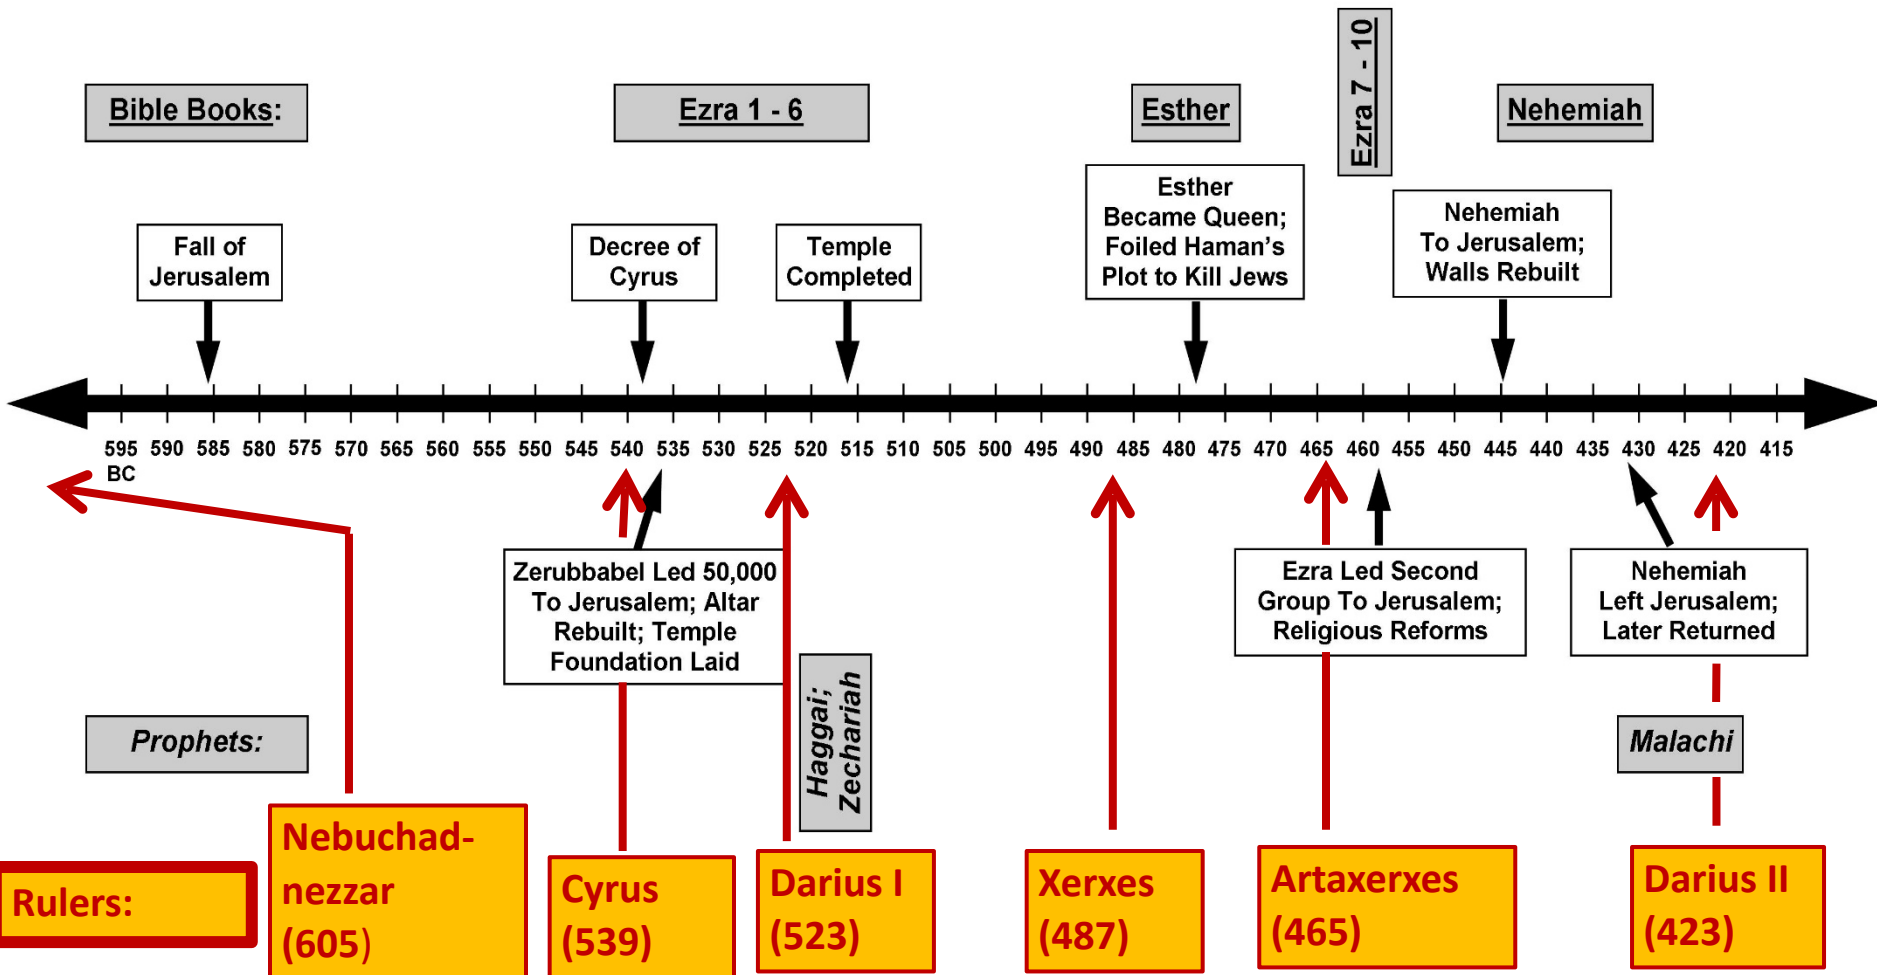 Bible Books:
Ezra 1 - 6
Esther
Ezra 7 - 10
Nehemiah
Fall of
Jerusalem
Decree of
Cyrus
Temple
Completed
Esther
Became Queen;
Foiled Haman's
Plot to Kill Jews
Nehemiah
To Jerusalem;
Walls Rebuilt
595 590 585 580 575 570 565 560 555 550 545 540 535 530 525 520 515 510 505 500 495 490 485 480 475 470 465 460 455 450 445 440 435 430 425 420 415
BC
Zerubbabel Led 50,000
To Jerusalem; Altar
Rebuilt; Temple
Foundation Laid
Ezra Led Second
Group To Jerusalem;
Religious Reforms
Nehemiah
Left Jerusalem;
Later Returned
Prophets:
Haggai;
Zechariah
Malachi
Rulers:
Nebuchad-
nezzar
(605)
Cyrus
(539)
Darius I
(523)
Xerxes
(487)
Artaxerxes
(465)
Darius II
(423)